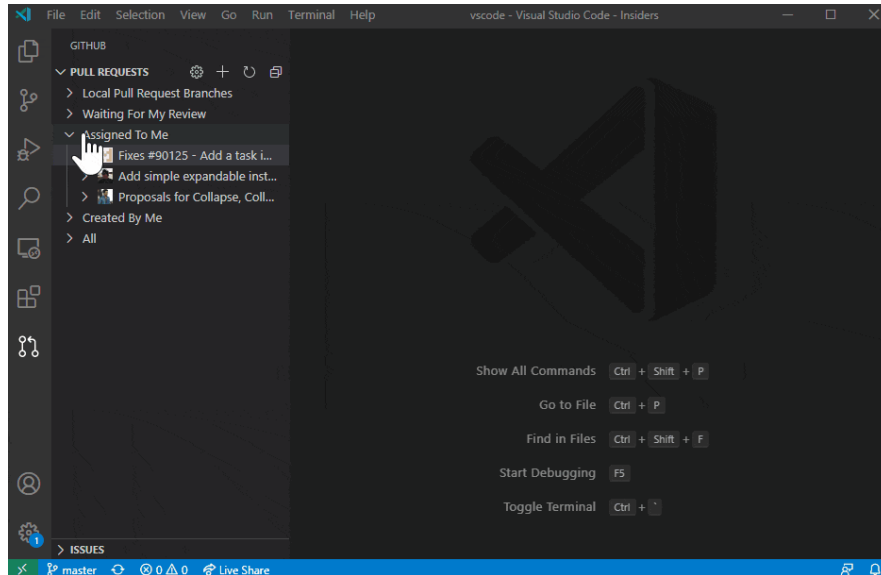 File Edit Selection View Go Run Terminal Help vscode - Visual Studio Code - Insiders
GITHUB
PULL REQUESTS
Local Pull Request Branches
Waiting For My Review
Assigned To Me
Fixes #90125 - Add a task i...
Add simple expandable inst...
Proposals for Collapse, Coll...
Created By Me
All
Show All Commands Ctrl + Shift + P
Go to File Ctrl + P
Find in Files Ctrl + Shift + F
Start Debugging F5
Toggle Terminal Ctrl + `
1
ISSUES
master 0 0 Live Share